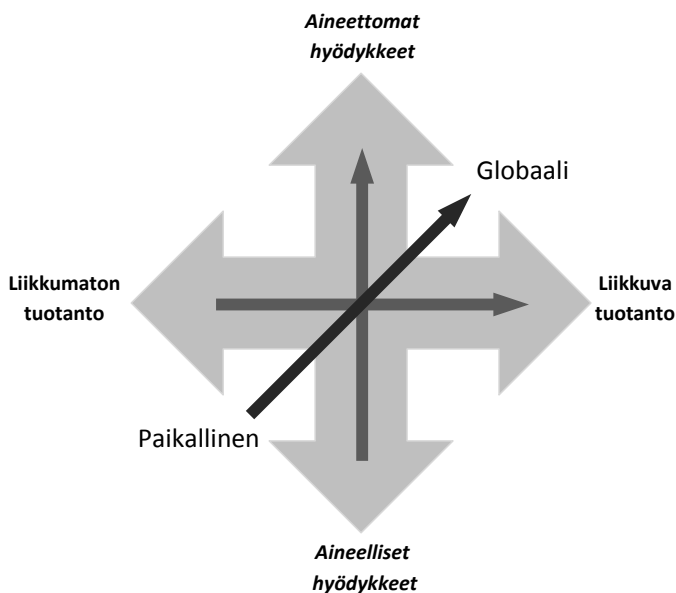 Aineettomat
hyödykkeet
Globaali
Liikkumaton
tuotanto
Liikkuva
tuotanto
Paikallinen
Aineelliset
hyödykkeet